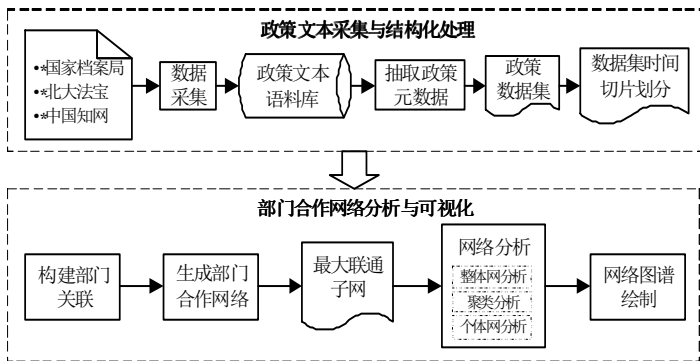 政策文本采集与结构化处理
•*国家档案局
•*北大法宝
•*中国知网
数据
采集
政策文本
语料库
抽取政策
元数据
政策
数据集
数据集时间
切片划分
部门合作网络分析与可视化
构建部门
关联
生成部门
合作网络
最大联通
子网
网络分析
整体网分析
聚类分析
个体网分析
网络图谱
绘制